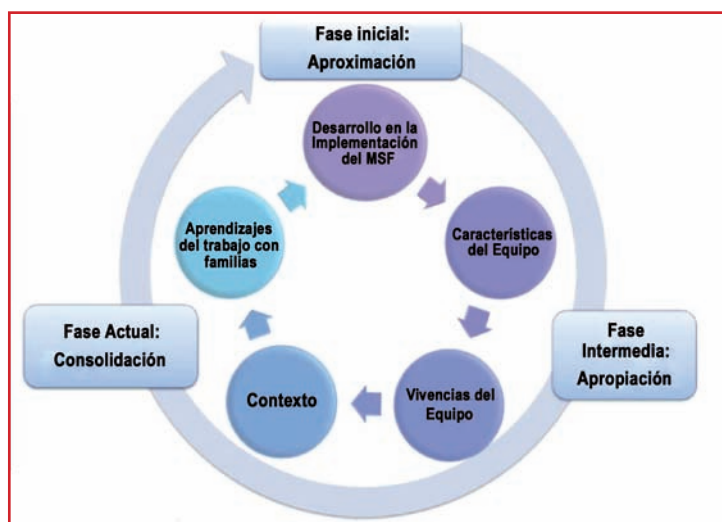 Fase inicial:
Aproximación
Desarrollo en la
Implementación
del MSF
Características
del Equipo
Vivencias del
Equipo
Contexto
Aprendizajes
del trabajo con
familias
Fase
Intermedia:
Apropiación
Fase Actual:
Consolidación